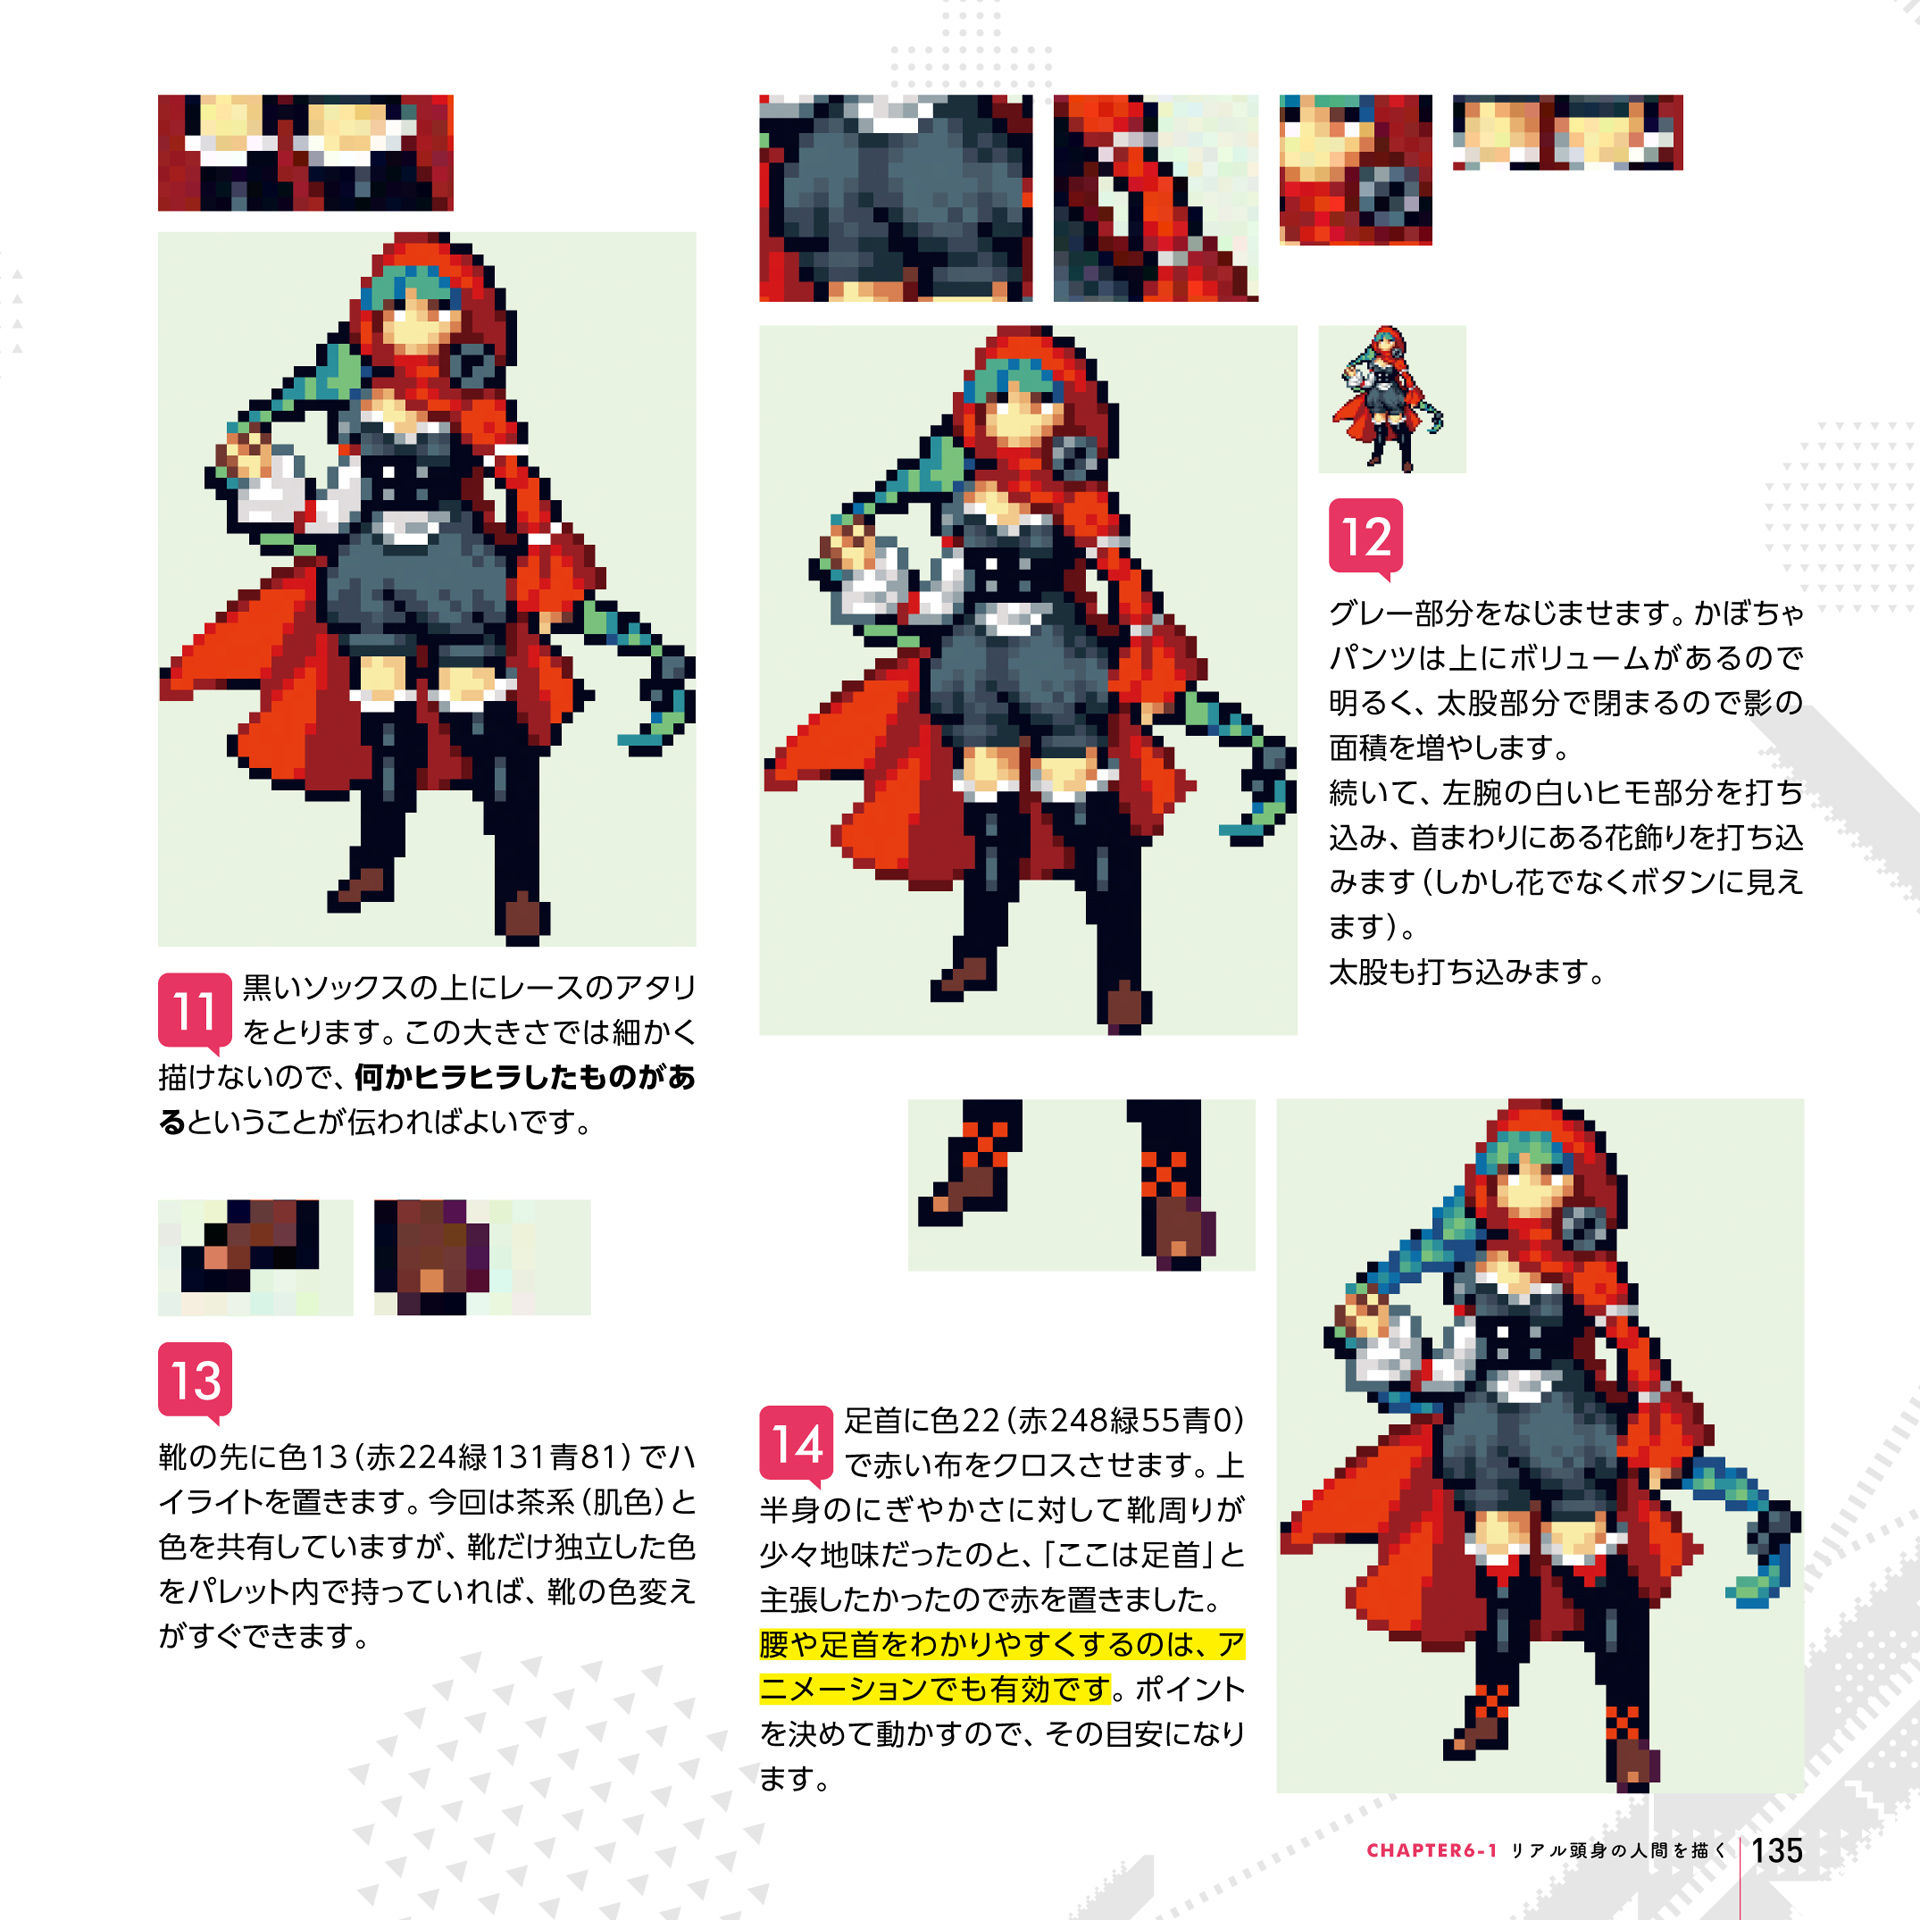 11
黒いソックスの上にレースのアタリ
をとります。この大きさでは細かく
描けないので、何かヒラヒラしたものがあ
るということが伝わればよいです。
12
グレー部分をなじませます。かぼちゃ
パンツは上にボリュームがあるので
明るく、太股部分で閉まるので影の
面積を増やします。
続いて、左腕の白いヒモ部分を打ち
込み、首まわりにある花飾りを打ち込
みます（しかし花でなくボタンに見え
ます）。
太股も打ち込みます。
13
靴の先に色13（赤224緑131青81）でハ
イライトを置きます。今回は茶系（肌色）と
色を共有していますが、靴だけ独立した色
をパレット内で持っていれば、靴の色変え
がすぐできます。
14
足首に色22（赤248緑55青0）
で赤い布をクロスさせます。上
半身のにぎやかさに対して靴周りが
少々地味だったのと、「ここは足首」と
主張したかったので赤を置きました。
腰や足首をわかりやすくするのは、ア
ニメーションでも有効です。ポイント
を決めて動かすので、その目安になり
ます。
CHAPTER6-1 リアル頭身の人間を描く 135